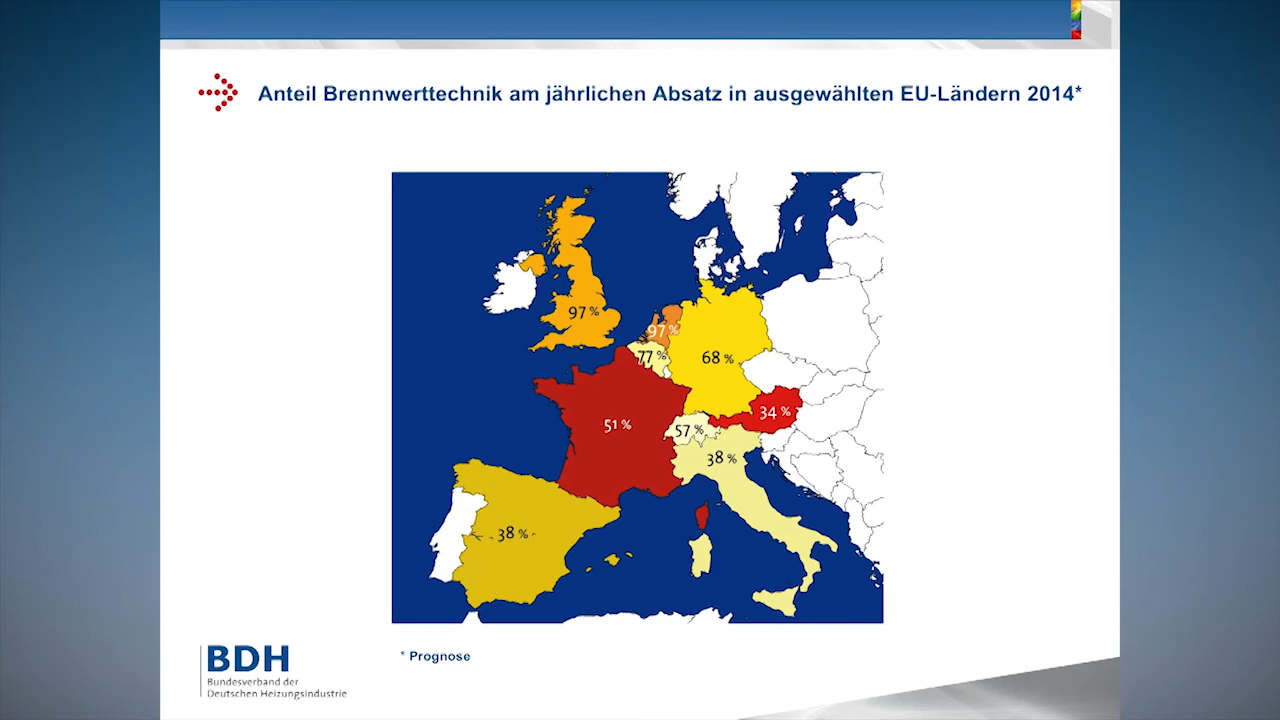 Anteil Brennwerttechnik am jährlichen Absatz in ausgewählten EU-Ländern 2014*
97 %
97 %
77 %
68 %
51 %
57 %
34 %
38 %
38 %
* Prognose
BDH
Bundesverband der
Deutschen Heizungsindustrie